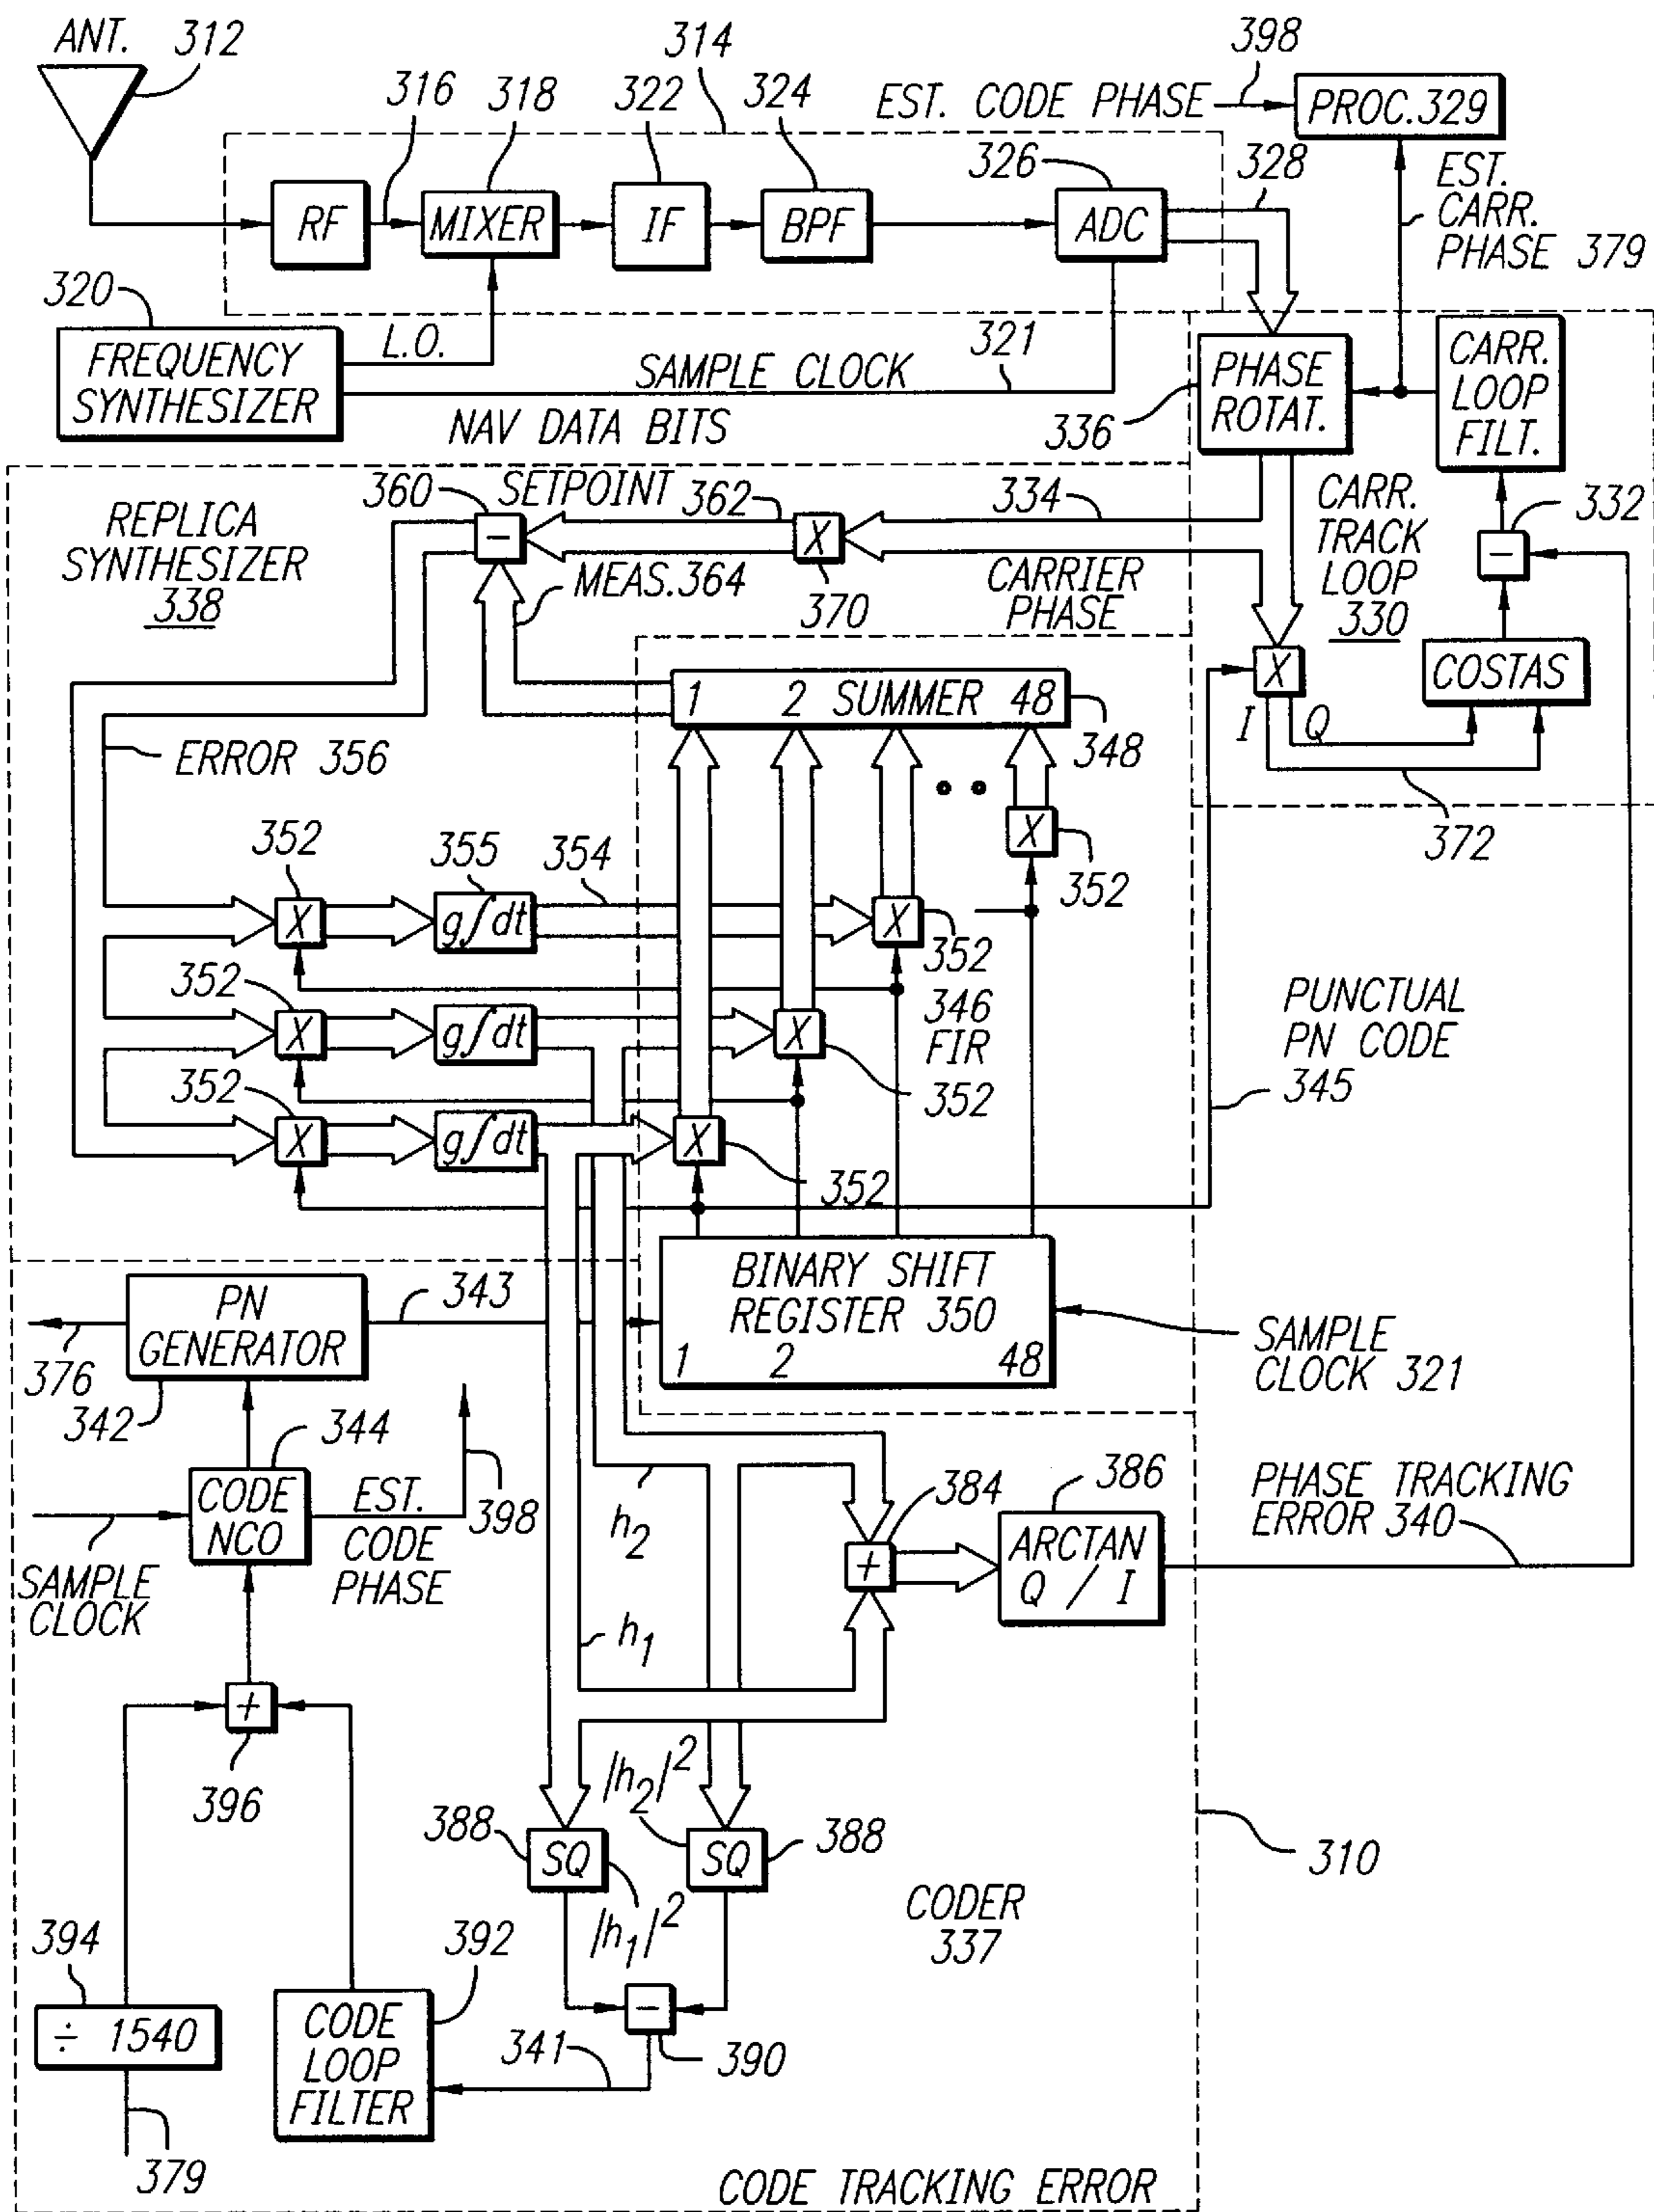 ANT. 312
314
398
316 318 322 324
EST. CODE PHASE
PROC.329
326
328
EST.
CARR.
PHASE 379
RF
MIXER
IF
BPF
ADC
320
L.O.
321
FREQUENCY
SYNTHESIZER
SAMPLE CLOCK
NAV DATA BITS
PHASE
ROTAT.
336
CARR.
LOOP
FILT.
REPLICA
SYNTHESIZER
338
360
SETPOINT
362
334
−
X
370
MEAS.364
CARRIER
PHASE
CARR.
TRACK
LOOP
330
332
−
COSTAS
X
I Q
372
1 2 SUMMER 48
348
ERROR 356
X
352
352
355
354
X
g∫dt
X
352
352
X
g∫dt
346
FIR
X
352
352
X
g∫dt
X
352
PUNCTUAL
PN CODE
345
PN
GENERATOR
343
376
342
BINARY SHIFT
REGISTER 350
1 2 48
SAMPLE
CLOCK 321
344
CODE
NCO
EST.
CODE
PHASE
398
SAMPLE
CLOCK
h2
384
+
386
ARCTAN
Q / I
PHASE TRACKING
ERROR 340
h1
+
396
|h2|²
388
SQ
SQ
388
|h1|²
310
CODER
337
394
÷ 1540
379
392
CODE
LOOP
FILTER
−
390
341
CODE TRACKING ERROR